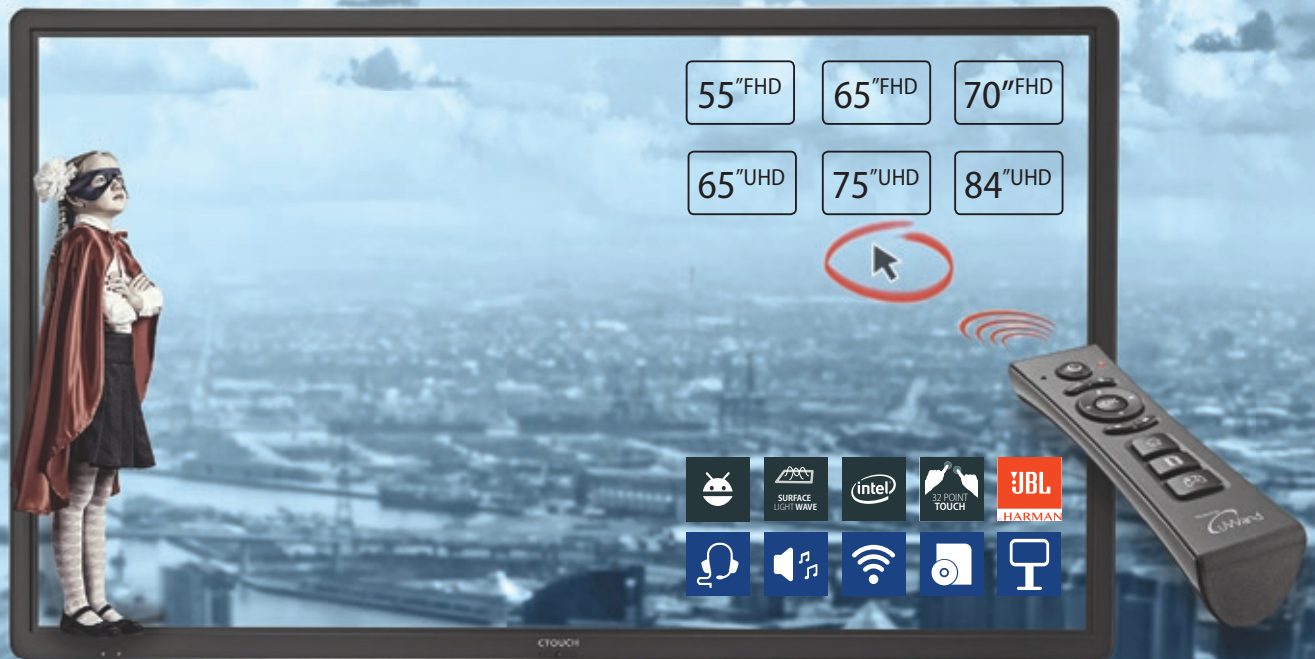 55"FHD
65"FHD
70"FHD
65"UHD
75"UHD
84"UHD
SURFACE
LIGHT WAVE
intel
32 POINT
TOUCH
JBL
HARMAN
uWand
CTOUCH